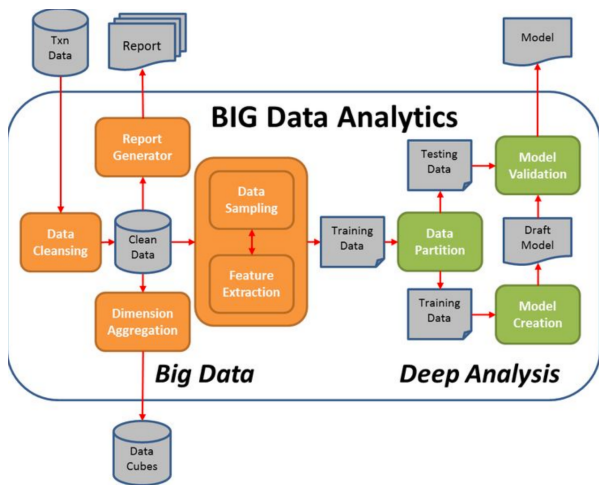 Txn
Data
Report
Model
BIG Data Analytics
Report
Generator
Data
Sampling
Testing
Data
Model
Validation
Data
Cleansing
Clean
Data
Feature
Extraction
Training
Data
Data
Partition
Draft
Model
Dimension
Aggregation
Training
Data
Model
Creation
Big Data
Deep Analysis
Data
Cubes